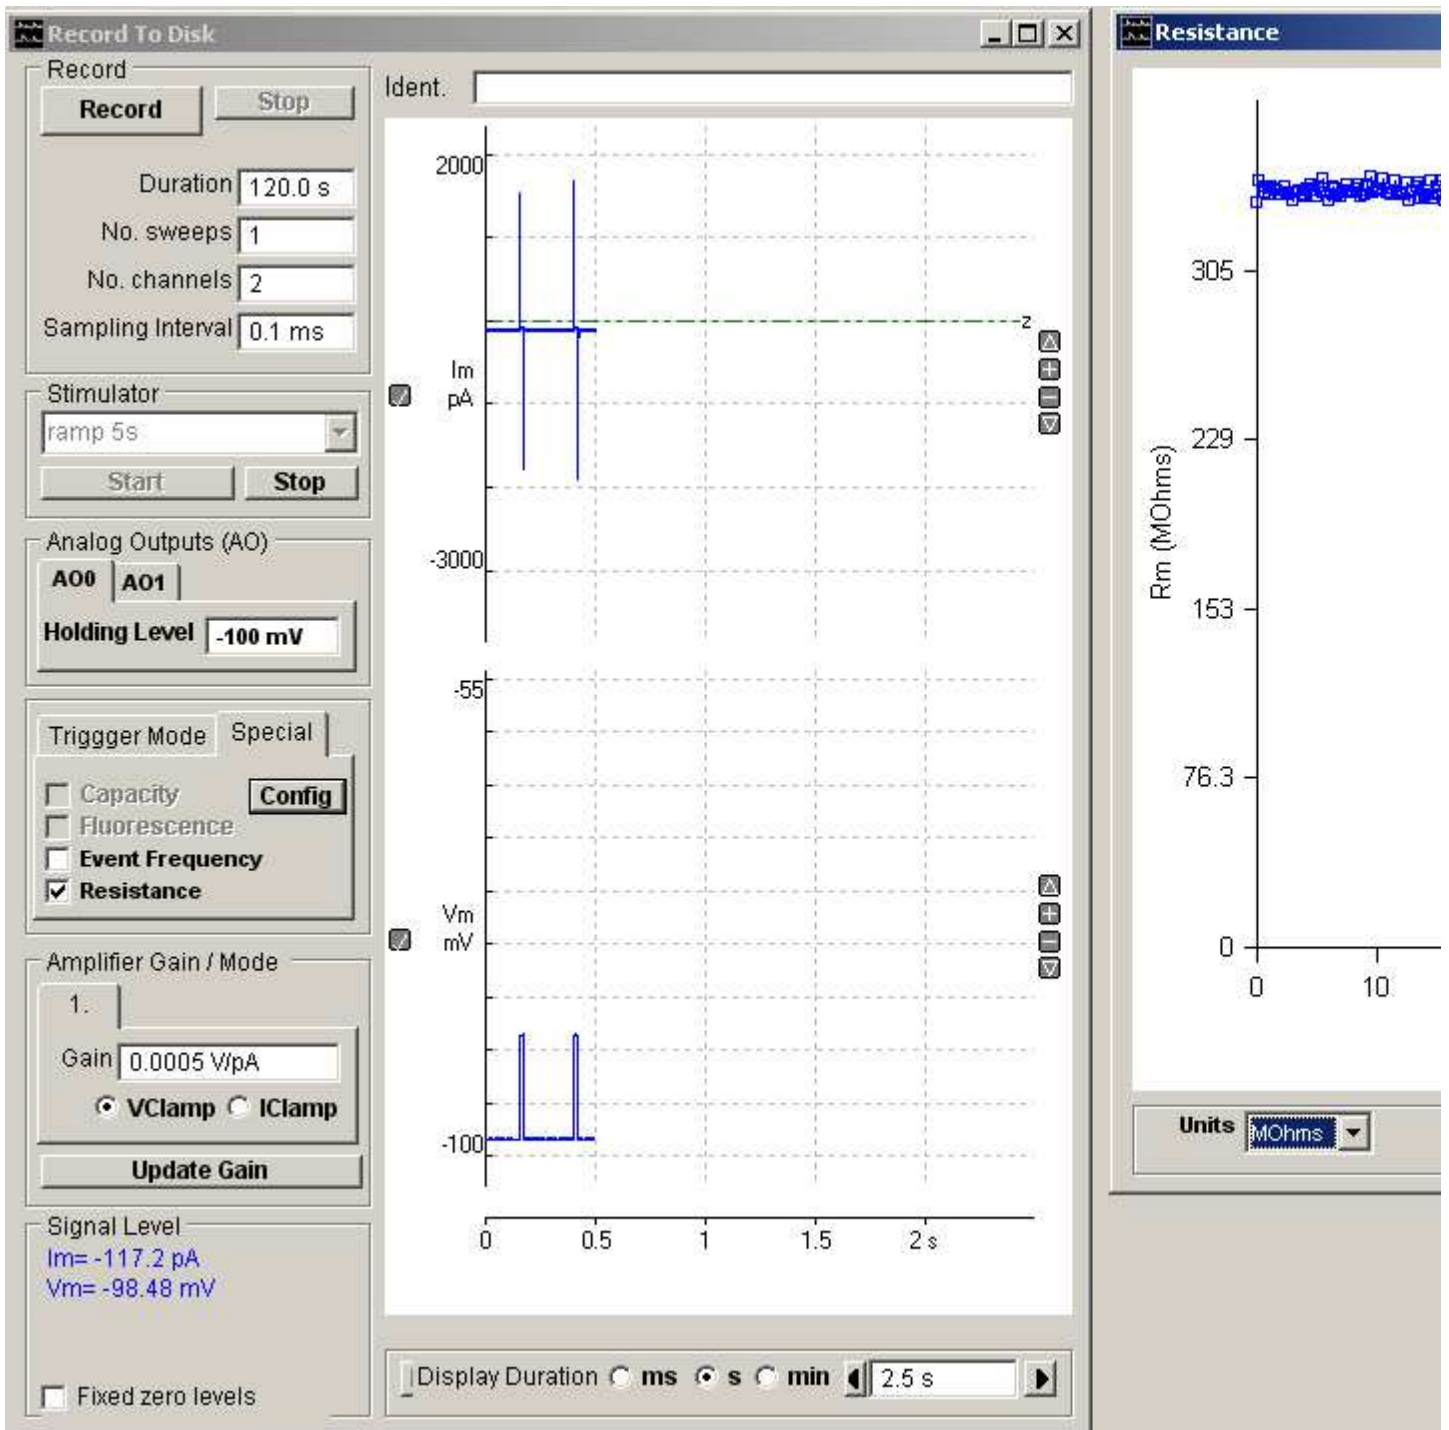 Record To Disk
Record
Record
Stop
Duration 120.0 s
No. sweeps 1
No. channels 2
Sampling Interval 0.1 ms
Stimulator
ramp 5s
Start
Stop
Analog Outputs (AO)
AO0
AO1
Holding Level -100 mV
Triggger Mode
Special
Capacity
Config
Fluorescence
Event Frequency
Resistance
Amplifier Gain / Mode
1.
Gain 0.0005 V/pA
VClamp
IClamp
Update Gain
Signal Level
Im= -117.2 pA
Vm= -98.48 mV
Fixed zero levels
Ident.
2000
z
Im
pA
-3000
-55
Vm
mV
-100
0 0.5 1 1.5 2 s
Display Duration ms s min 2.5 s
Resistance
305
229
Rm (MOhms)
153
76.3
0
0 10
Units MOhms